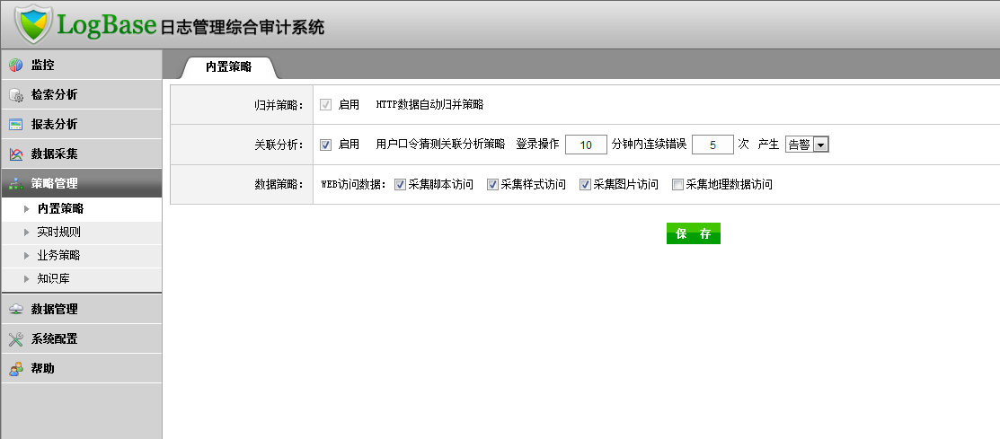 LogBase 日志管理综合审计系统
监控
检索分析
报表分析
数据采集
策略管理
内置策略
实时规则
业务策略
知识库
数据管理
系统配置
帮助
内置策略
归并策略： 启用 HTTP数据自动归并策略
关联分析： 启用 用户口令猜测关联分析策略 登录操作 10 分钟内连续错误 5 次 产生 告警
数据策略： WEB访问数据： 采集脚本访问 采集样式访问 采集图片访问 采集地理数据访问
保 存